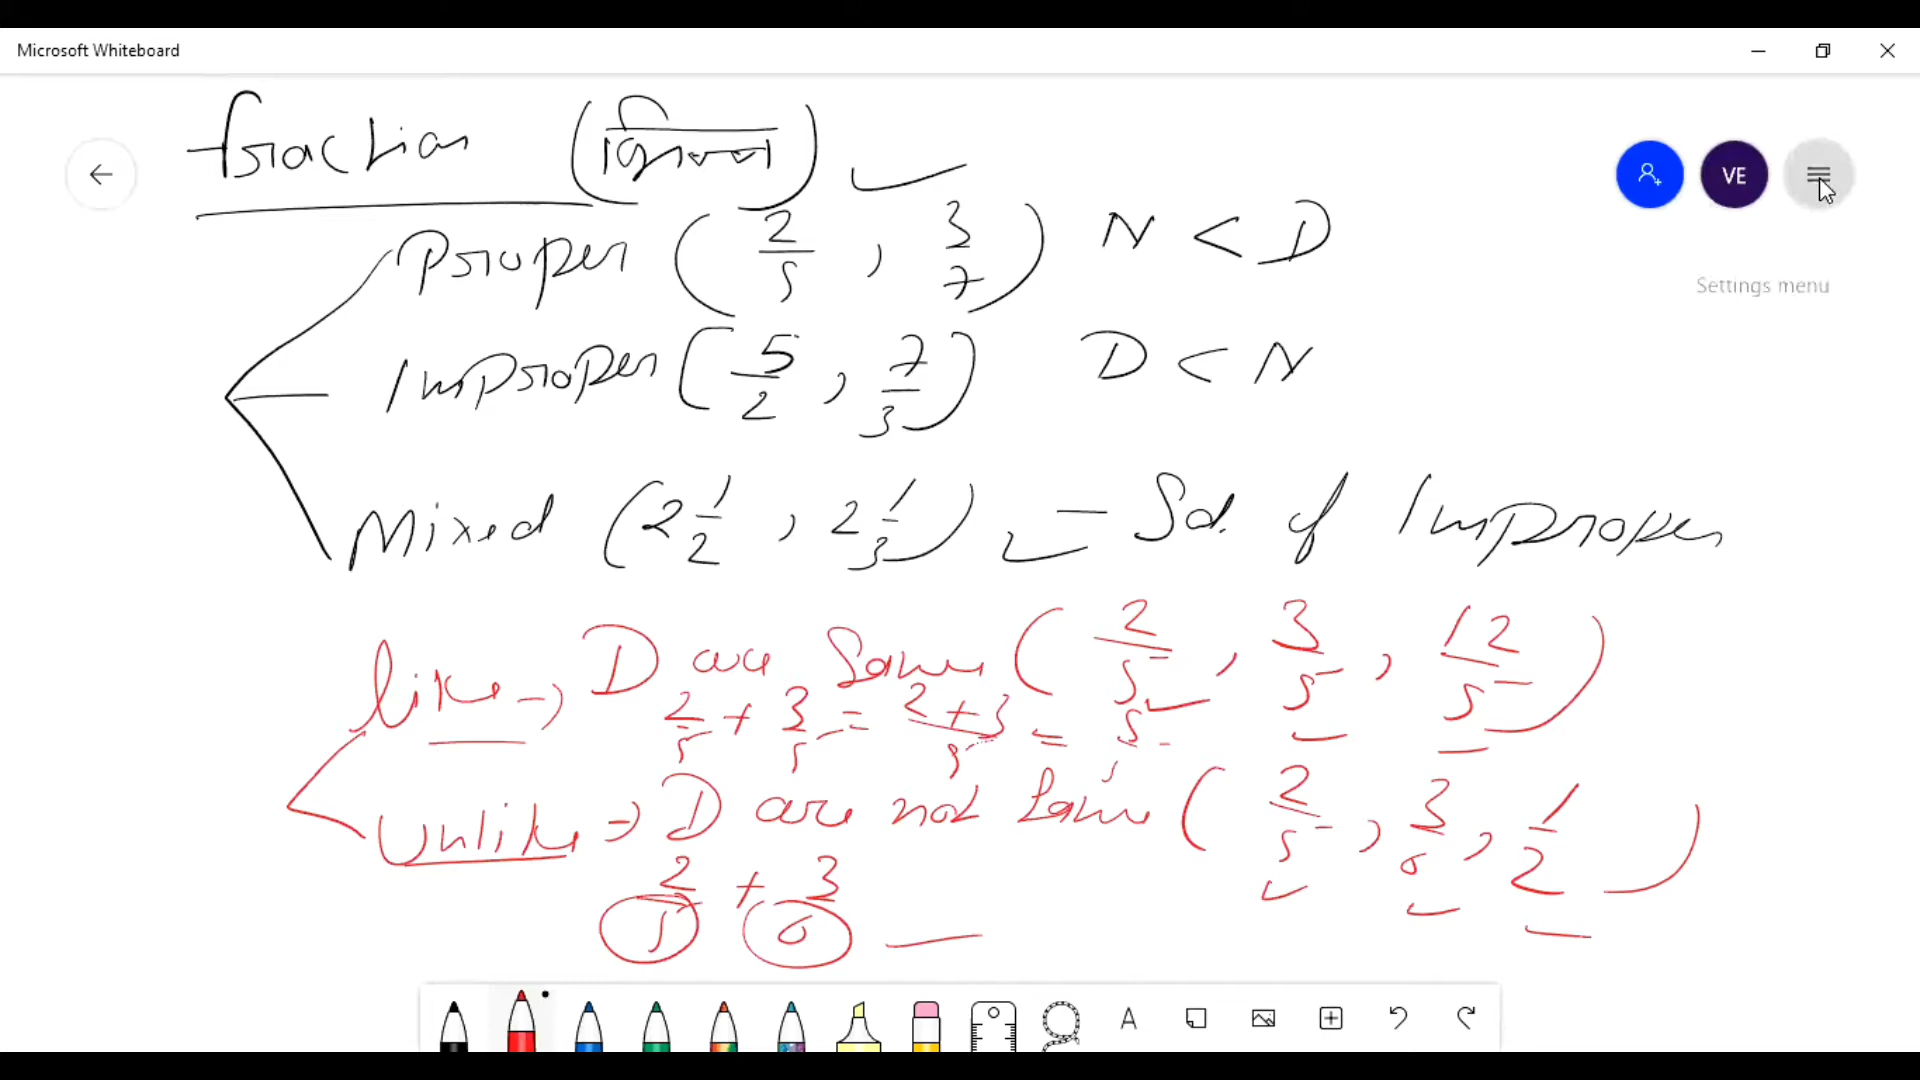 Microsoft Whiteboard
fraction (भिन्न)
VE
Proper (2/5, 3/7) N < D
Settings menu
Improper (5/2, 7/3) D < N
Mixed (2 1/2, 2 1/3) – Sol. of Improper
like → D are Same (2/5, 3/5, 12/5)
2/5 + 3/5 = 2+3/5 = 5/5
Unlike → D are not Same (2/5, 3/6, 1/2)
2/5 + 3/6